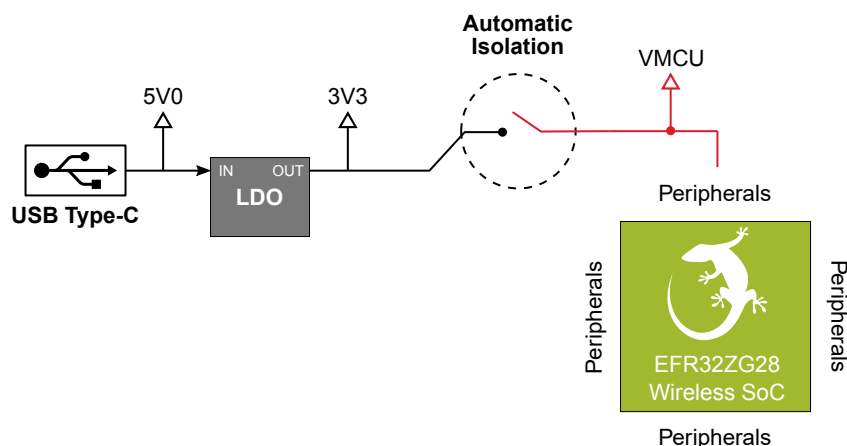 Automatic
Isolation
VMCU
5V0
3V3
IN
OUT
LDO
USB Type-C
Peripherals
Peripherals
Peripherals
EFR32ZG28
Wireless SoC
Peripherals